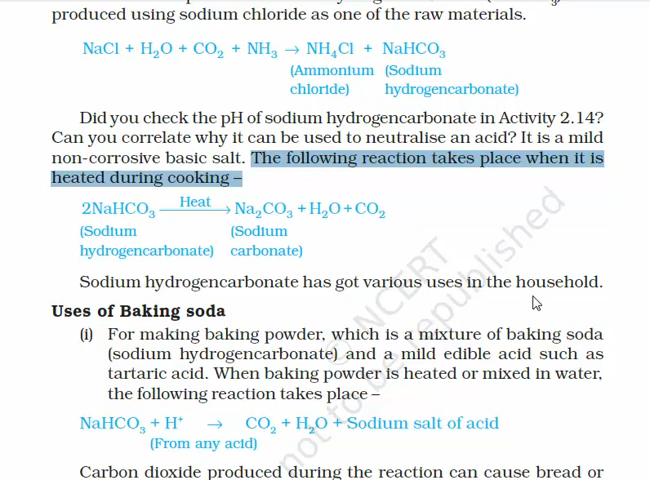 produced using sodium chloride as one of the raw materials.
NaCl + H₂O + CO₂ + NH₃ → NH₄Cl + NaHCO₃
(Ammonium (Sodium
chloride) hydrogencarbonate)
Did you check the pH of sodium hydrogencarbonate in Activity 2.14?
Can you correlate why it can be used to neutralise an acid? It is a mild
non-corrosive basic salt. The following reaction takes place when it is
heated during cooking –
2NaHCO₃ Heat → Na₂CO₃ + H₂O + CO₂
(Sodium (Sodium
hydrogencarbonate) carbonate)
Sodium hydrogencarbonate has got various uses in the household.
Uses of Baking soda
(i) For making baking powder, which is a mixture of baking soda
(sodium hydrogencarbonate) and a mild edible acid such as
tartaric acid. When baking powder is heated or mixed in water,
the following reaction takes place –
NaHCO₃ + H⁺ → CO₂ + H₂O + Sodium salt of acid
(From any acid)
Carbon dioxide produced during the reaction can cause bread or
© NCERT
not to be republished